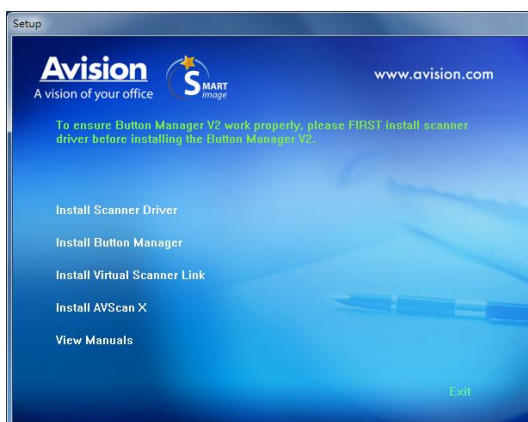 Setup
Avision
A vision of your office
SMART
image
www.avision.com
To ensure Button Manager V2 work properly, please FIRST install scanner
driver before installing the Button Manager V2.
Install Scanner Driver
Install Button Manager
Install Virtual Scanner Link
Install AVScan X
View Manuals
Exit